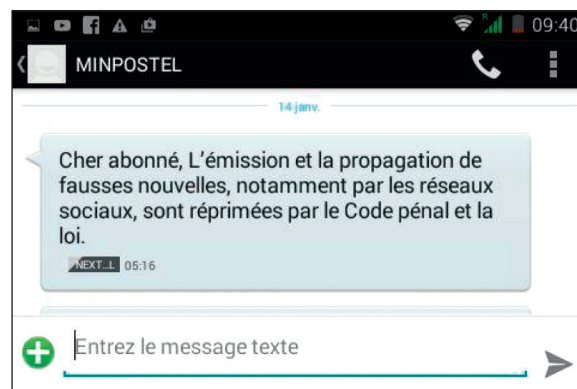 R
09:40
MINPOSTEL
14 janv.
Cher abonné, L'émission et la propagation de
fausses nouvelles, notamment par les réseaux
sociaux, sont réprimées par le Code pénal et la
loi.
NEXT...L 05:16
Entrez le message texte